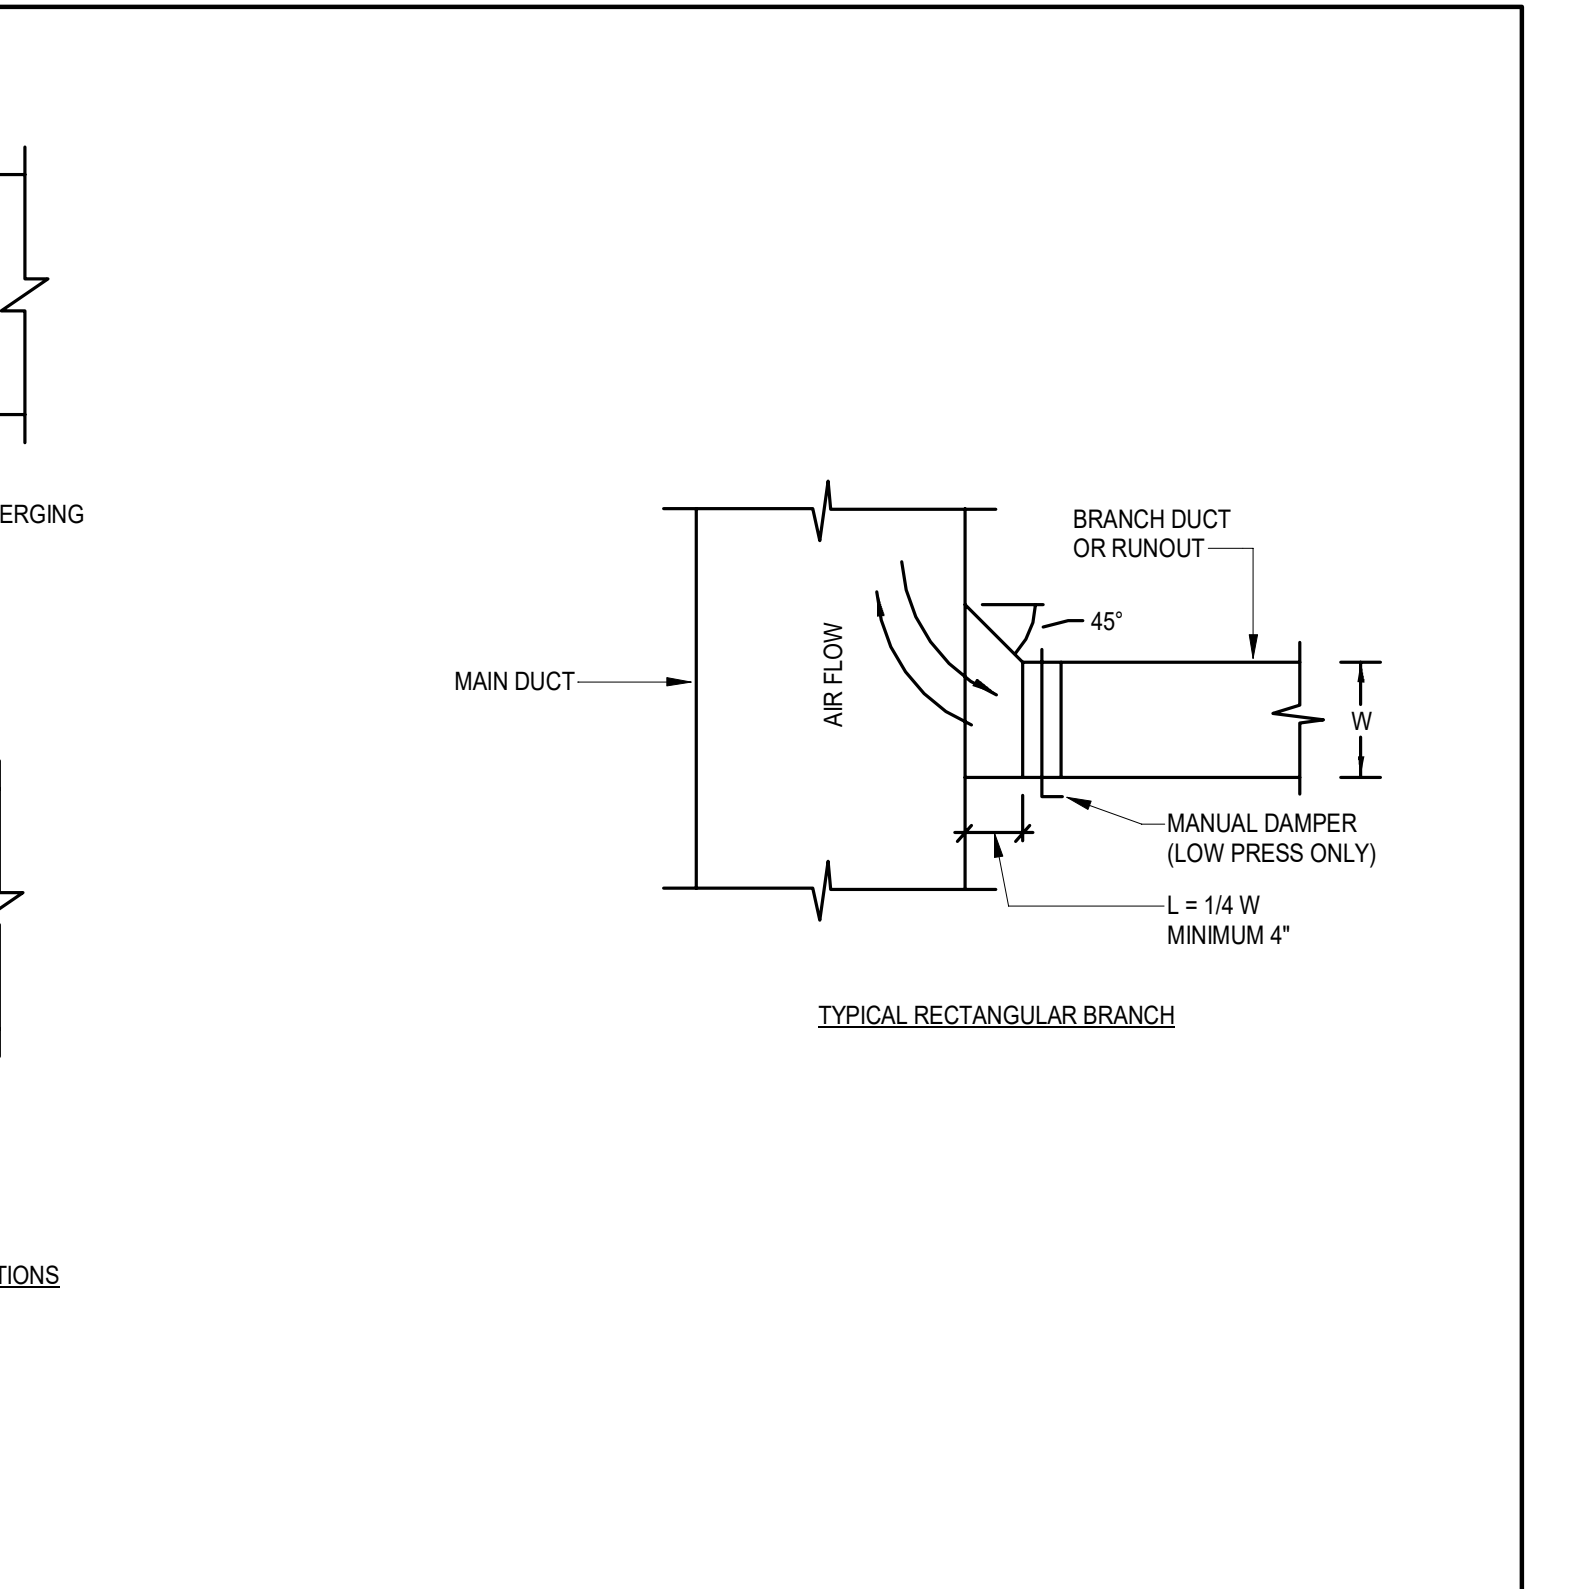 ERGING
BRANCH DUCT
OR RUNOUT
45°
MAIN DUCT
AIR FLOW
W
MANUAL DAMPER
(LOW PRESS ONLY)
L = 1/4 W
MINIMUM 4"
TYPICAL RECTANGULAR BRANCH
TIONS